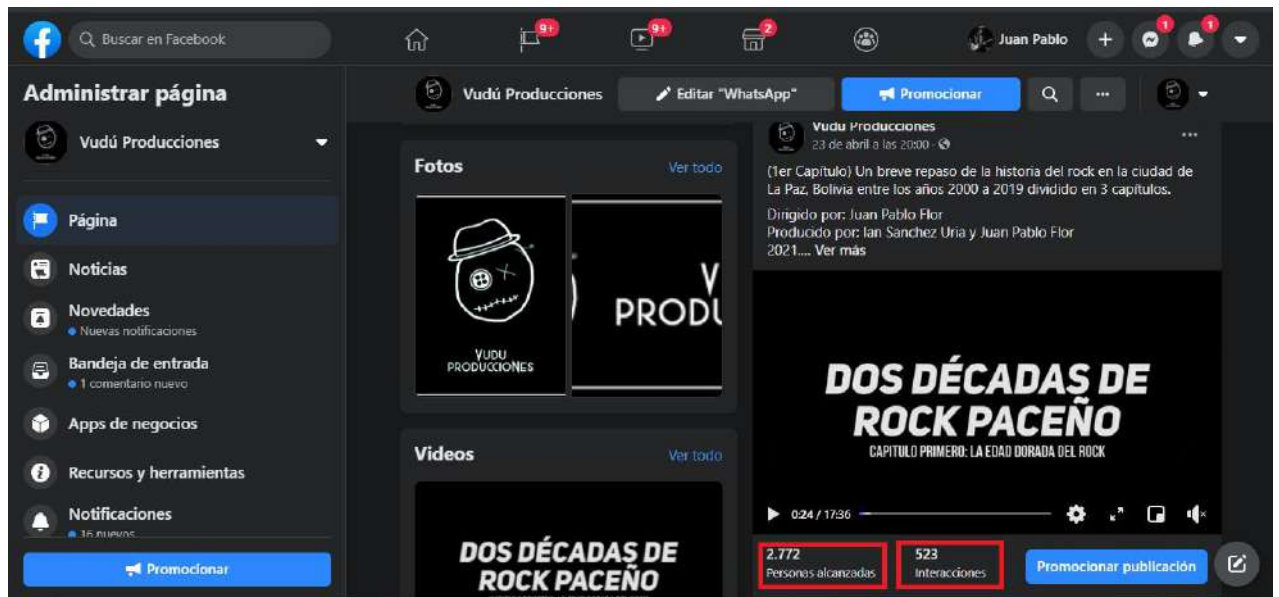 Buscar en Facebook
9+
9+
2
Juan Pablo
1
1
Administrar página
Vudú Producciones
Editar "WhatsApp"
Promocionar
Vudú Producciones
Página
Noticias
Novedades
Nuevas notificaciones
Bandeja de entrada
1 comentario nuevo
Apps de negocios
Recursos y herramientas
Notificaciones
16 nuevos
Promocionar
Fotos
Ver todo
VUDU
PRODUCCIONES
V
PRODU
Videos
Ver todo
DOS DÉCADAS DE
ROCK PACEÑO
Vudú Producciones
23 de abril a las 20:00
(1er Capítulo) Un breve repaso de la historia del rock en la ciudad de
La Paz, Bolivia entre los años 2000 a 2019 dividido en 3 capítulos.
Dirigido por: Juan Pablo Flor
Producido por: Ian Sanchez Uria y Juan Pablo Flor
2021.... Ver más
DOS DÉCADAS DE
ROCK PACEÑO
CAPITULO PRIMERO: LA EDAD DORADA DEL ROCK
0:24 / 17:36
2.772
Personas alcanzadas
523
Interacciones
Promocionar publicación